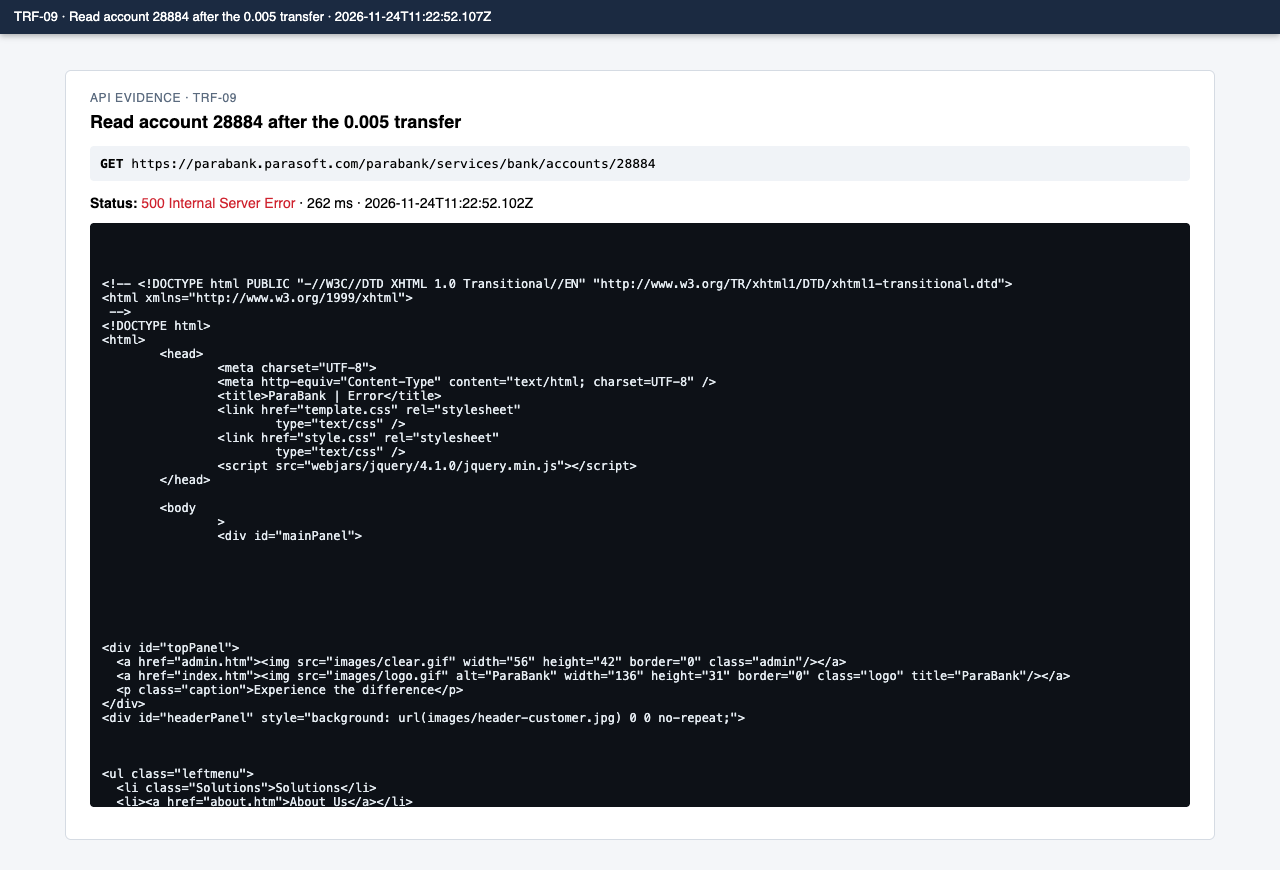 TRF-09 · Read account 28884 after the 0.005 transfer · 2026-11-24T11:22:52.107Z
API EVIDENCE · TRF-09
Read account 28884 after the 0.005 transfer
GET https://parabank.parasoft.com/parabank/services/bank/accounts/28884
Status: 500 Internal Server Error · 262 ms · 2026-11-24T11:22:52.102Z
<!-- <!DOCTYPE html PUBLIC "-//W3C//DTD XHTML 1.0 Transitional//EN" "http://www.w3.org/TR/xhtml1/DTD/xhtml1-transitional.dtd">
<html xmlns="http://www.w3.org/1999/xhtml">
 -->
<!DOCTYPE html>
<html>
        <head>
                <meta charset="UTF-8">
                <meta http-equiv="Content-Type" content="text/html; charset=UTF-8" />
                <title>ParaBank | Error</title>
                <link href="template.css" rel="stylesheet"
                        type="text/css" />
                <link href="style.css" rel="stylesheet"
                        type="text/css" />
                <script src="webjars/jquery/4.1.0/jquery.min.js"></script>
        </head>
        <body
                >
                <div id="mainPanel">
<div id="topPanel">
  <a href="admin.htm"><img src="images/clear.gif" width="56" height="42" border="0" class="admin"/></a>
  <a href="index.htm"><img src="images/logo.gif" alt="ParaBank" width="136" height="31" border="0" class="logo" title="ParaBank"/></a>
  <p class="caption">Experience the difference</p>
</div>
<div id="headerPanel" style="background: url(images/header-customer.jpg) 0 0 no-repeat;">
<ul class="leftmenu">
  <li class="Solutions">Solutions</li>
  <li><a href="about.htm">About Us</a></li>